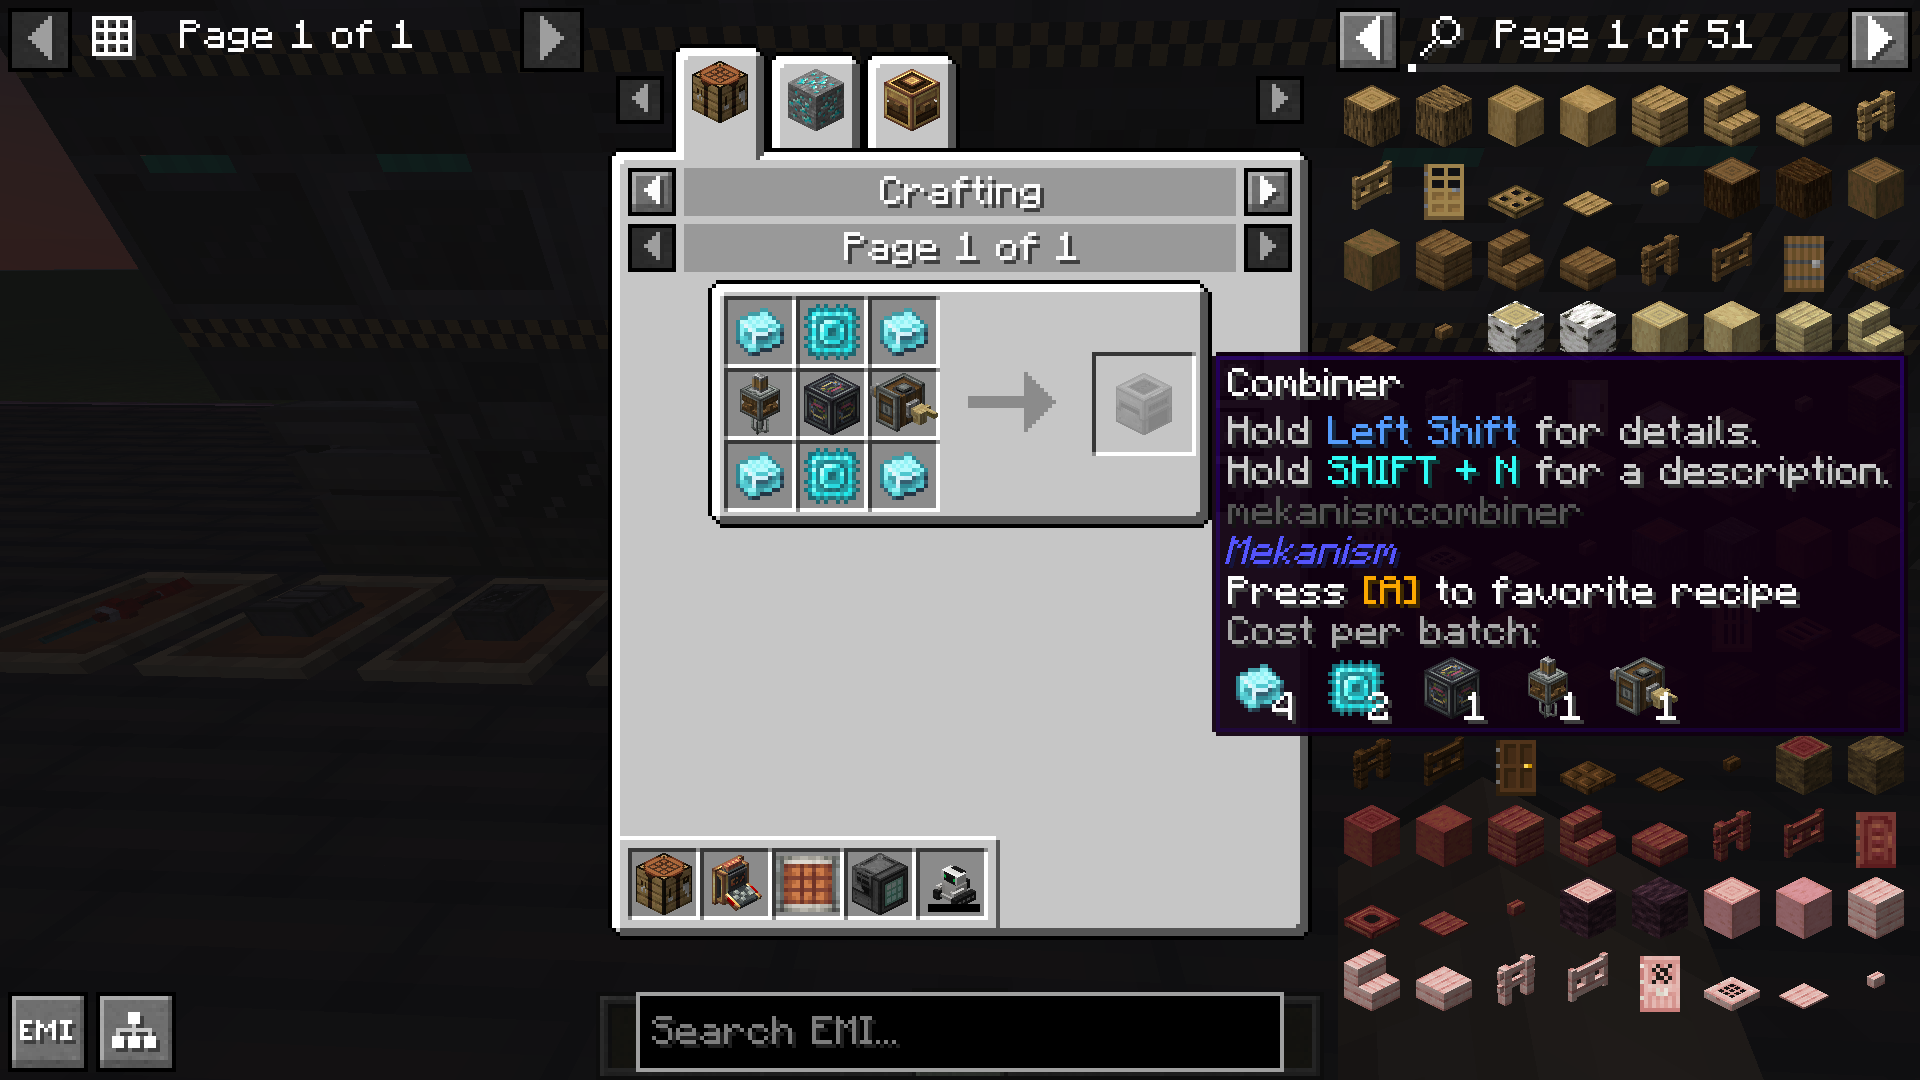 Page 1 of 1
Page 1 of 51
Crafting
Page 1 of 1
Combiner
Hold Left Shift for details.
Hold SHIFT + N for a description.
mekanism:combiner
Mekanism
Press [A] to favorite recipe
Cost per batch:
4 2 1 1 1
EMI
Search EMI...